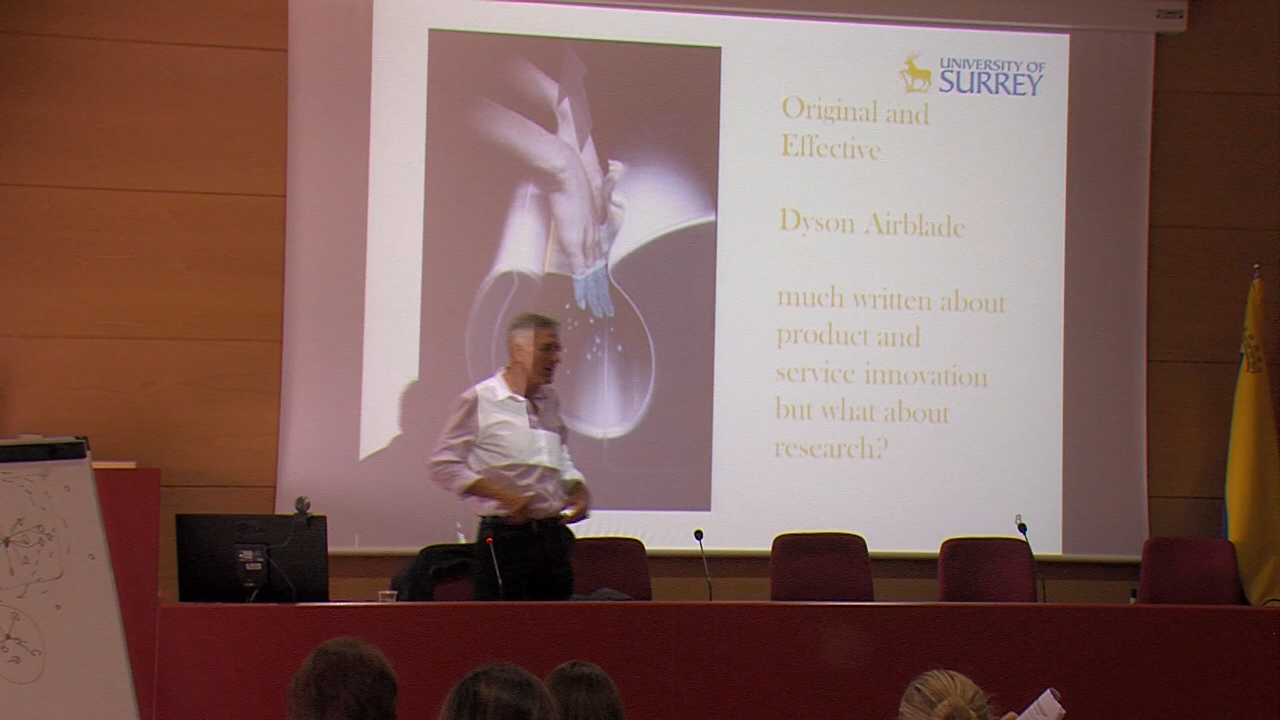 UNIVERSITY OF
SURREY
Original and
Effective
Dyson Airblade
much written about
product and
service innovation
but what about
research?